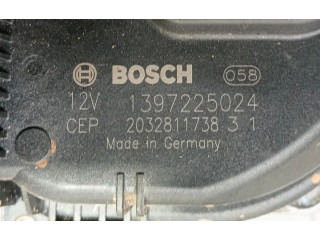 BOSCH 058
12V 1397225024
CEP 2032811738 3 1
Made in Germany